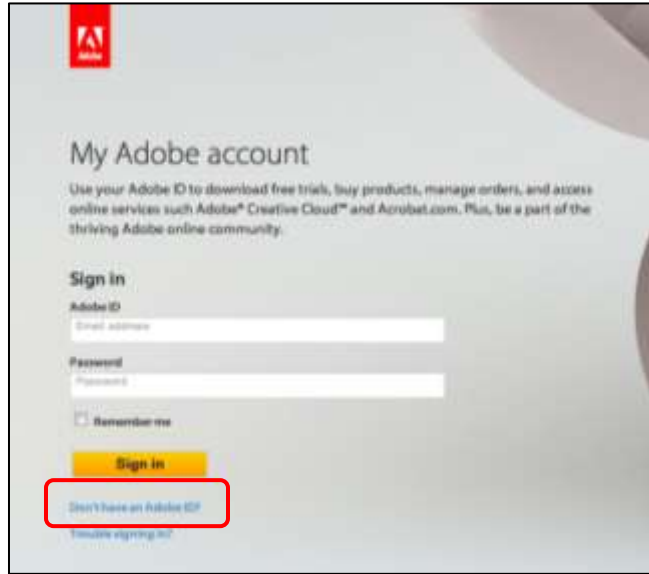 Adobe
My Adobe account
Use your Adobe ID to download free trials, buy products, manage orders, and access
online services such Adobe® Creative Cloud™ and Acrobat.com. Plus, be a part of the
thriving Adobe online community.
Sign in
Adobe ID
Email address
Password
Password
Remember me
Sign in
Don't have an Adobe ID?
Trouble signing in?